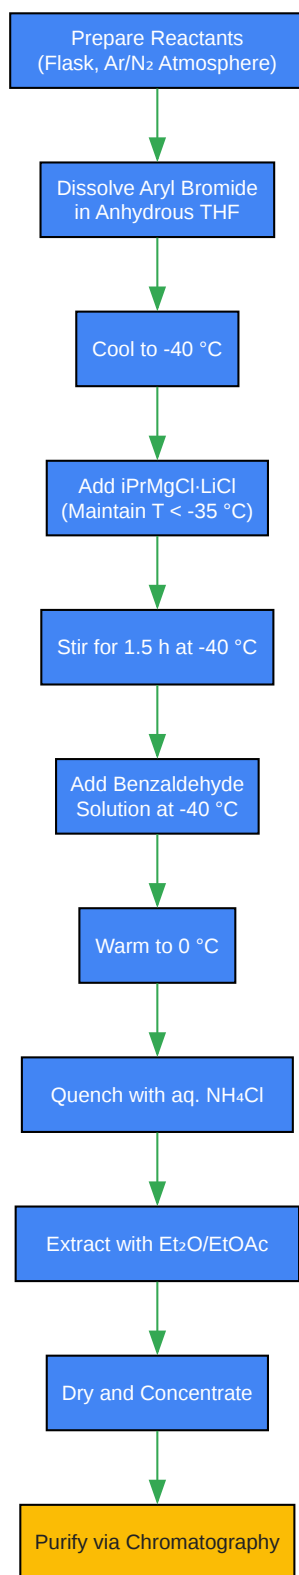 Prepare Reactants
(Flask, Ar/N₂ Atmosphere)
Dissolve Aryl Bromide
in Anhydrous THF
Cool to -40 °C
Add iPrMgCl·LiCl
(Maintain T < -35 °C)
Stir for 1.5 h at -40 °C
Add Benzaldehyde
Solution at -40 °C
Warm to 0 °C
Quench with aq. NH₄Cl
Extract with Et₂O/EtOAc
Dry and Concentrate
Purify via Chromatography